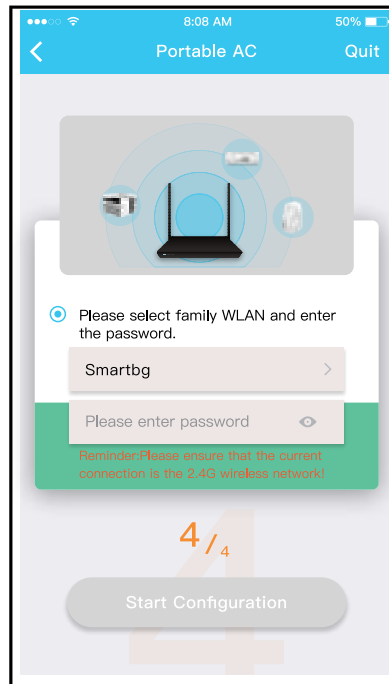 8:08 AM
50%
Portable AC
Quit
Please select family WLAN and enter
the password.
Smartbg
Please enter password
Reminder:Please ensure that the current
connection is the 2.4G wireless network!
4/4
4
Start Configuration